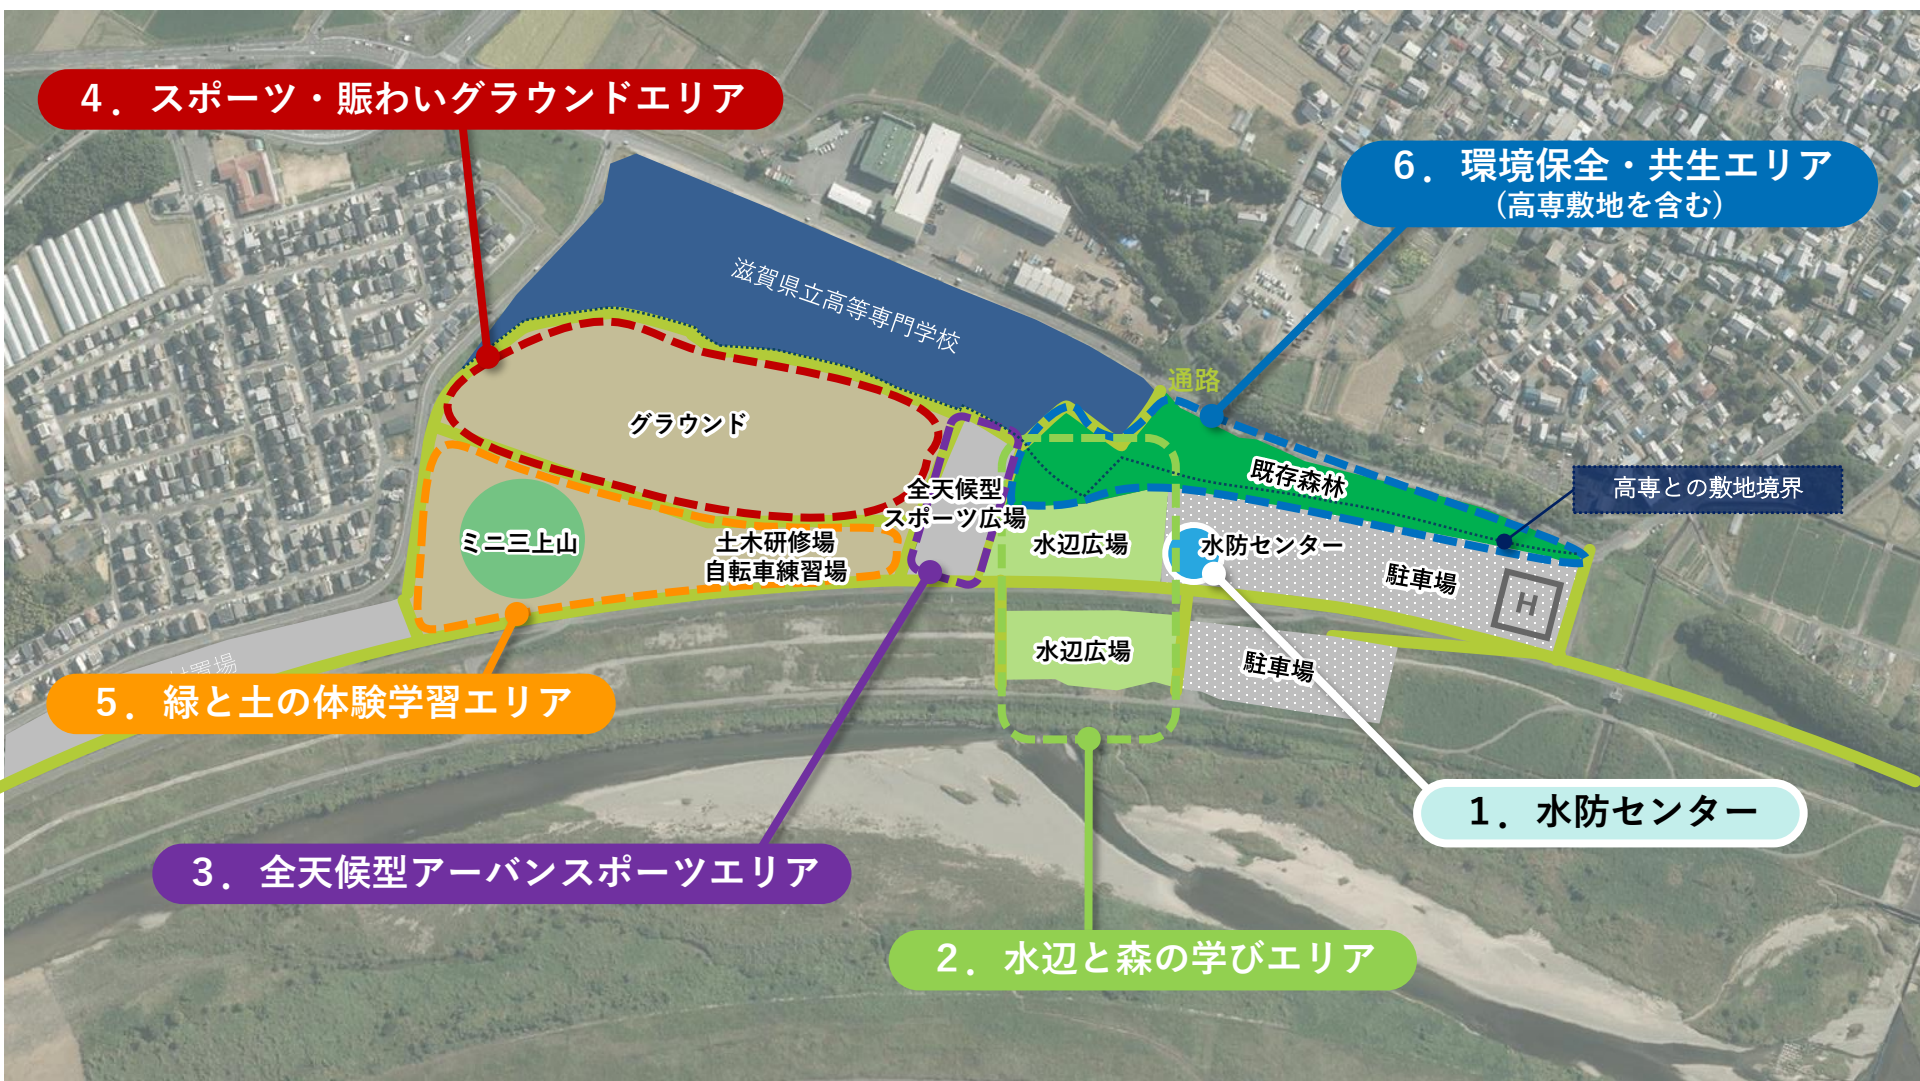 4．スポーツ・賑わいグラウンドエリア
6．環境保全・共生エリア
(高専敷地を含む)
滋賀県立高等専門学校
通路
グラウンド
既存森林
高専との敷地境界
全天候型
スポーツ広場
ミニ三上山
土木研修場
自転車練習場
水辺広場
水防センター
駐車場
H
水辺広場
駐車場
置場
5．緑と土の体験学習エリア
1．水防センター
3．全天候型アーバンスポーツエリア
2．水辺と森の学びエリア